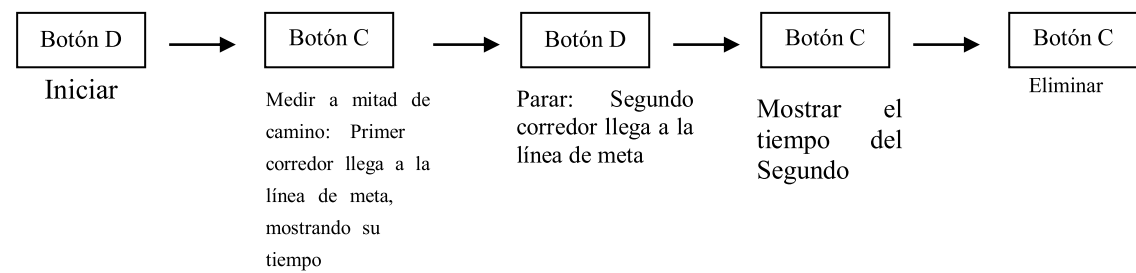 Botón D
Iniciar
Botón C
Medir a mitad de
camino: Primer
corredor llega a la
línea de meta,
mostrando su
tiempo
Botón D
Parar: Segundo
corredor llega a la
línea de meta
Botón C
Mostrar el
tiempo del
Segundo
Botón C
Eliminar